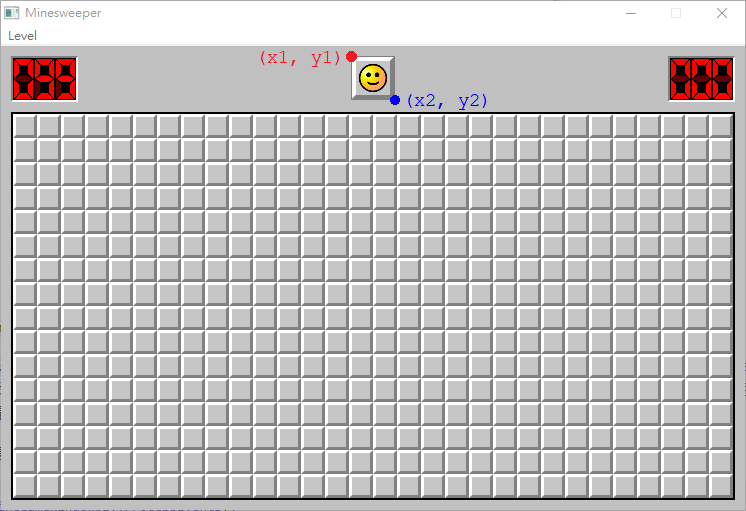 Minesweeper
Level
(x1, y1)
(x2, y2)